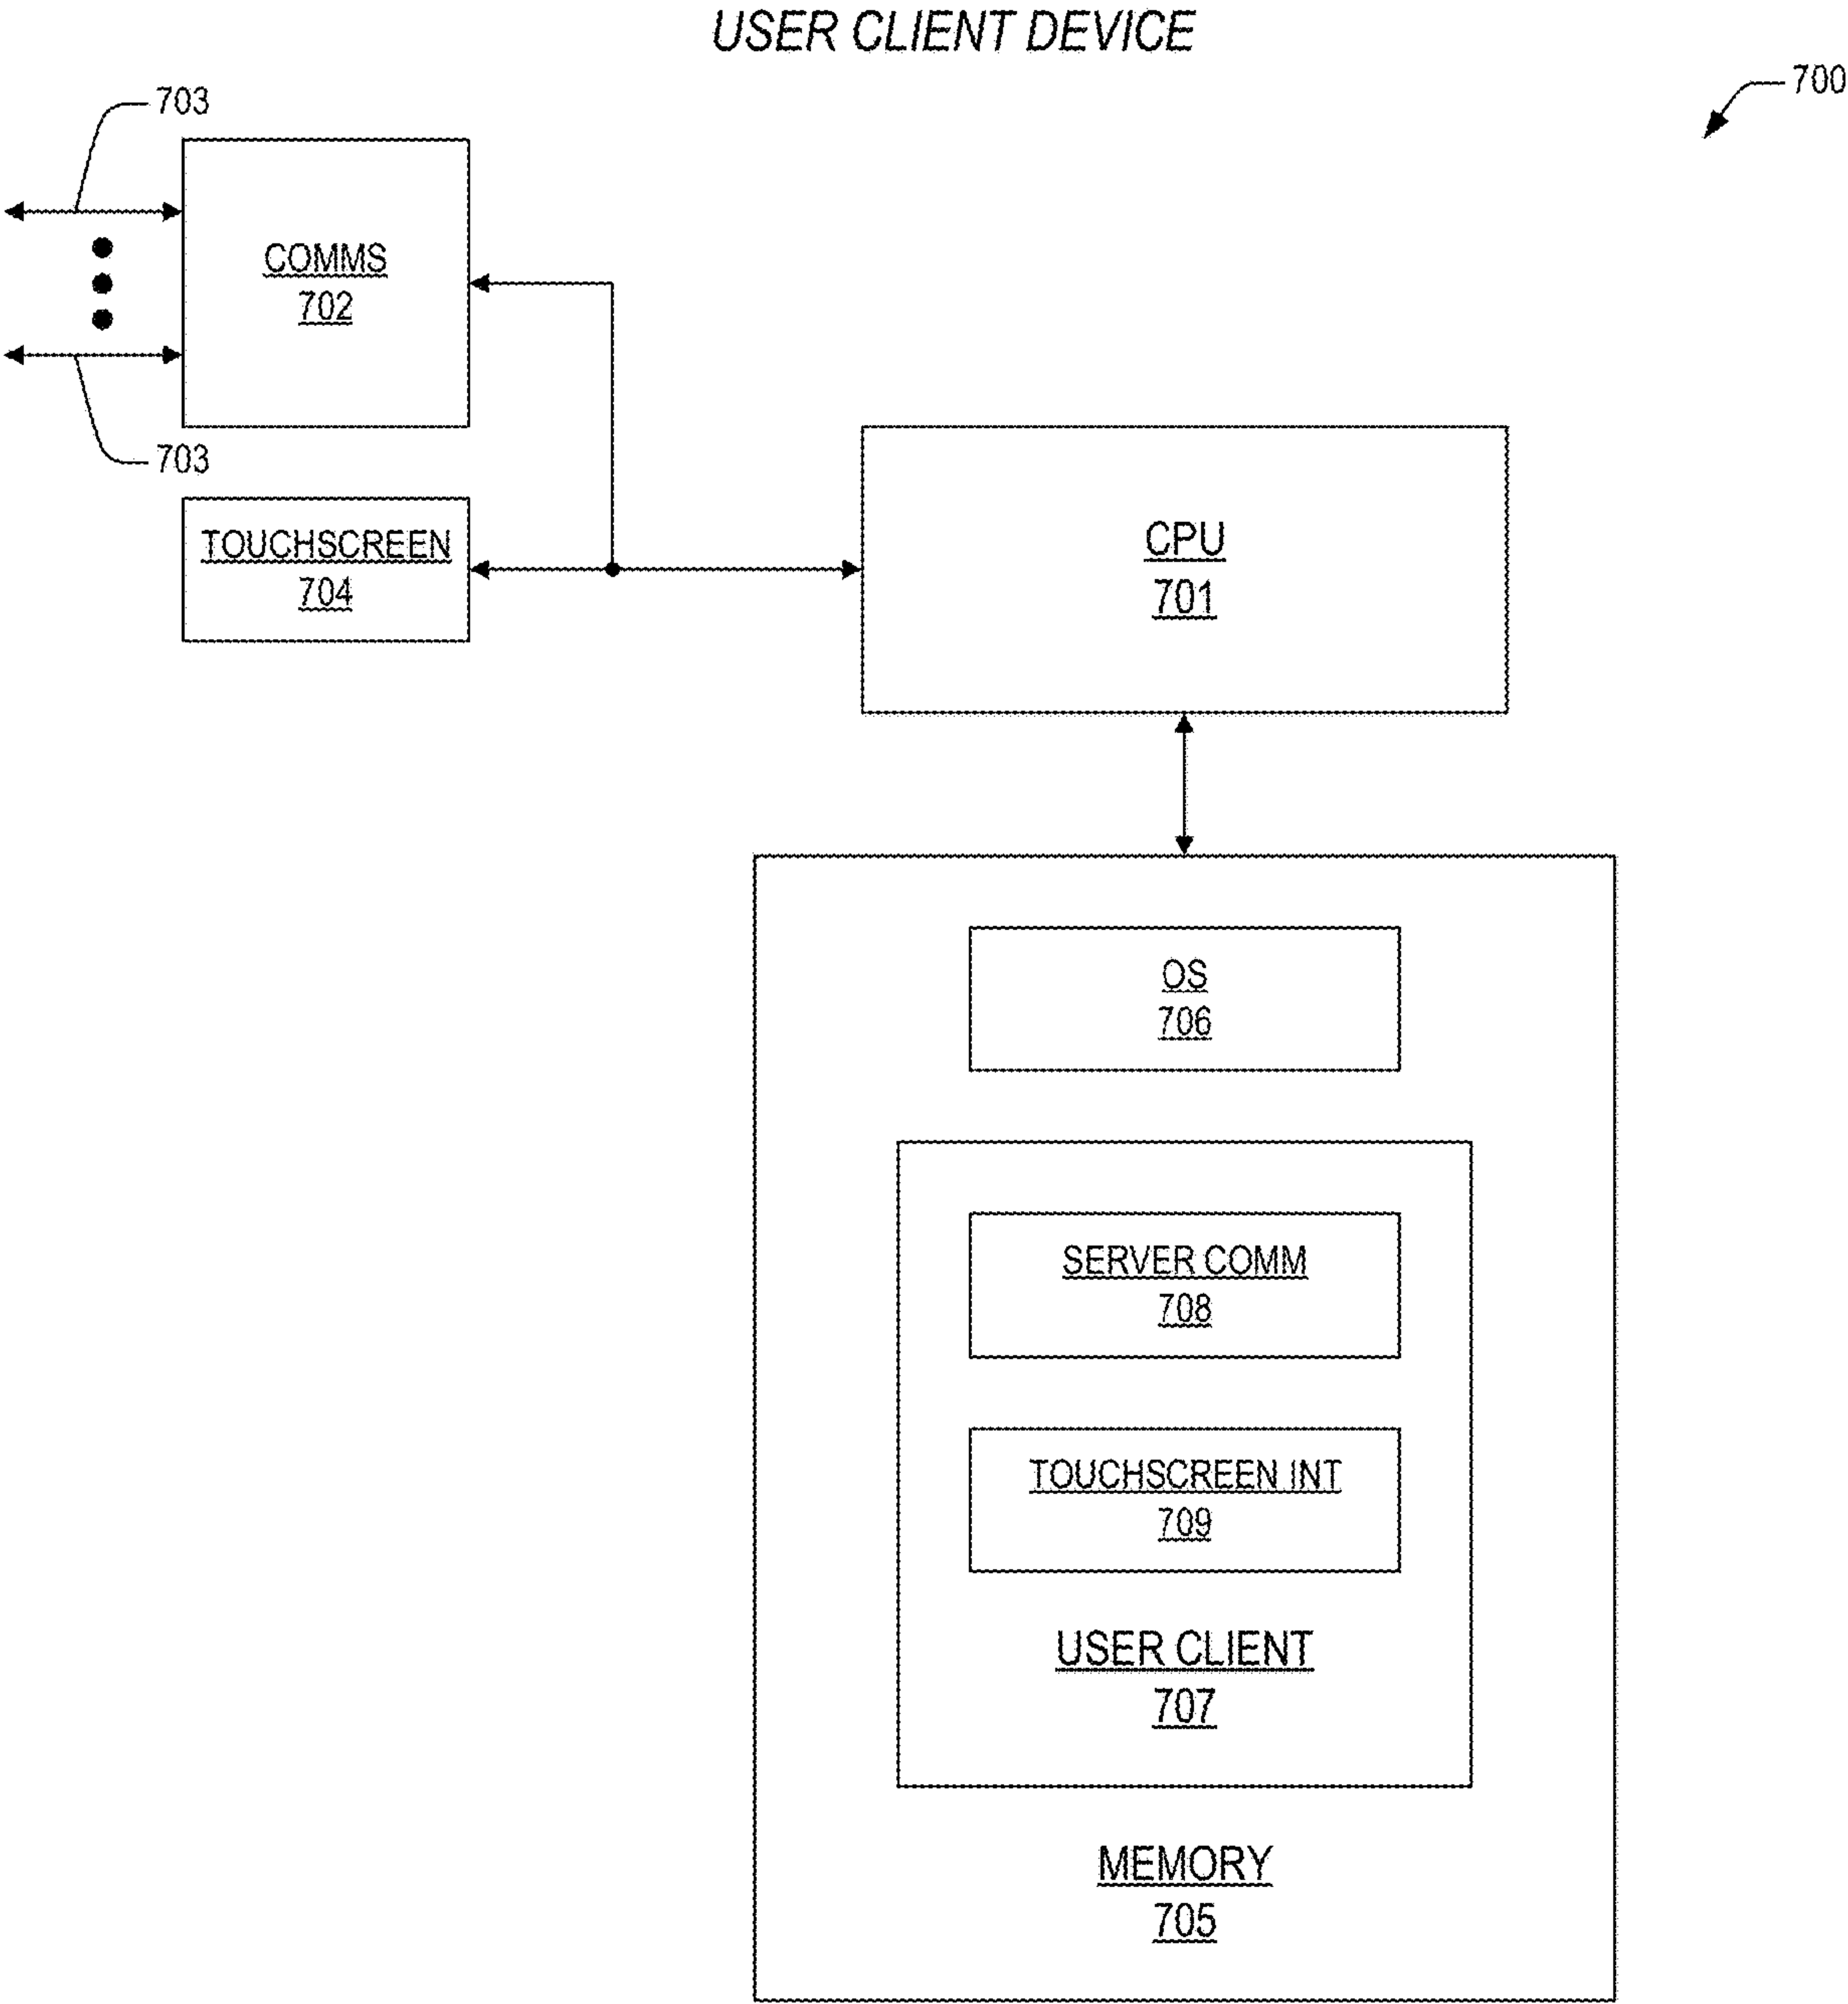 USER CLIENT DEVICE
700
703
COMMS
702
703
TOUCHSCREEN
704
CPU
701
OS
706
SERVER COMM
708
TOUCHSCREEN INT
709
USER CLIENT
707
MEMORY
705